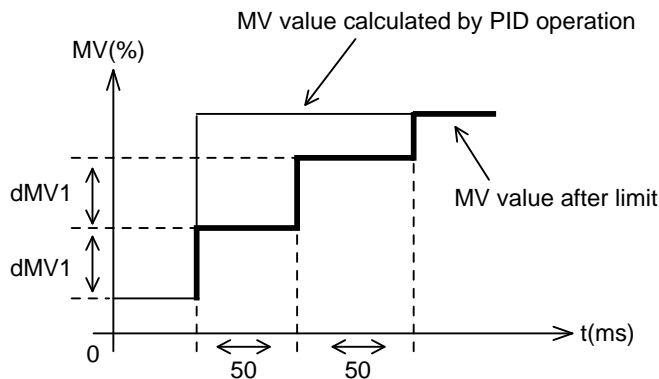 MV value calculated by PID operation
MV(%)
dMV1
MV value after limit
dMV1
t(ms)
0
50
50